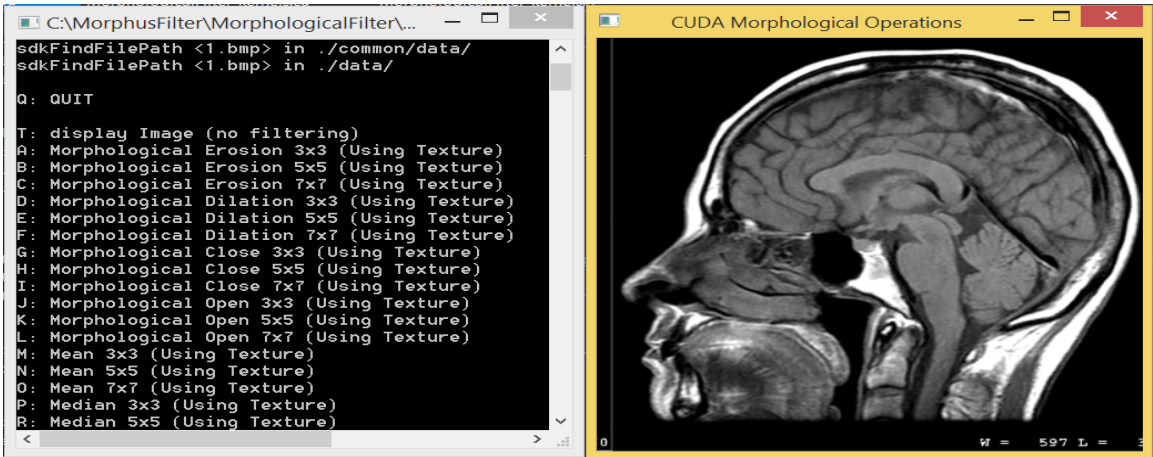 C:\MorphusFilter\MorphologicalFilter\...
sdkFindFilePath <1.bmp> in ./common/data/
sdkFindFilePath <1.bmp> in ./data/
Q: QUIT
T: display Image (no filtering)
A: Morphological Erosion 3x3 (Using Texture)
B: Morphological Erosion 5x5 (Using Texture)
C: Morphological Erosion 7x7 (Using Texture)
D: Morphological Dilation 3x3 (Using Texture)
E: Morphological Dilation 5x5 (Using Texture)
F: Morphological Dilation 7x7 (Using Texture)
G: Morphological Close 3x3 (Using Texture)
H: Morphological Close 5x5 (Using Texture)
I: Morphological Close 7x7 (Using Texture)
J: Morphological Open 3x3 (Using Texture)
K: Morphological Open 5x5 (Using Texture)
L: Morphological Open 7x7 (Using Texture)
M: Mean 3x3 (Using Texture)
N: Mean 5x5 (Using Texture)
O: Mean 7x7 (Using Texture)
P: Median 3x3 (Using Texture)
R: Median 5x5 (Using Texture)
CUDA Morphological Operations
0
W = 597 L =